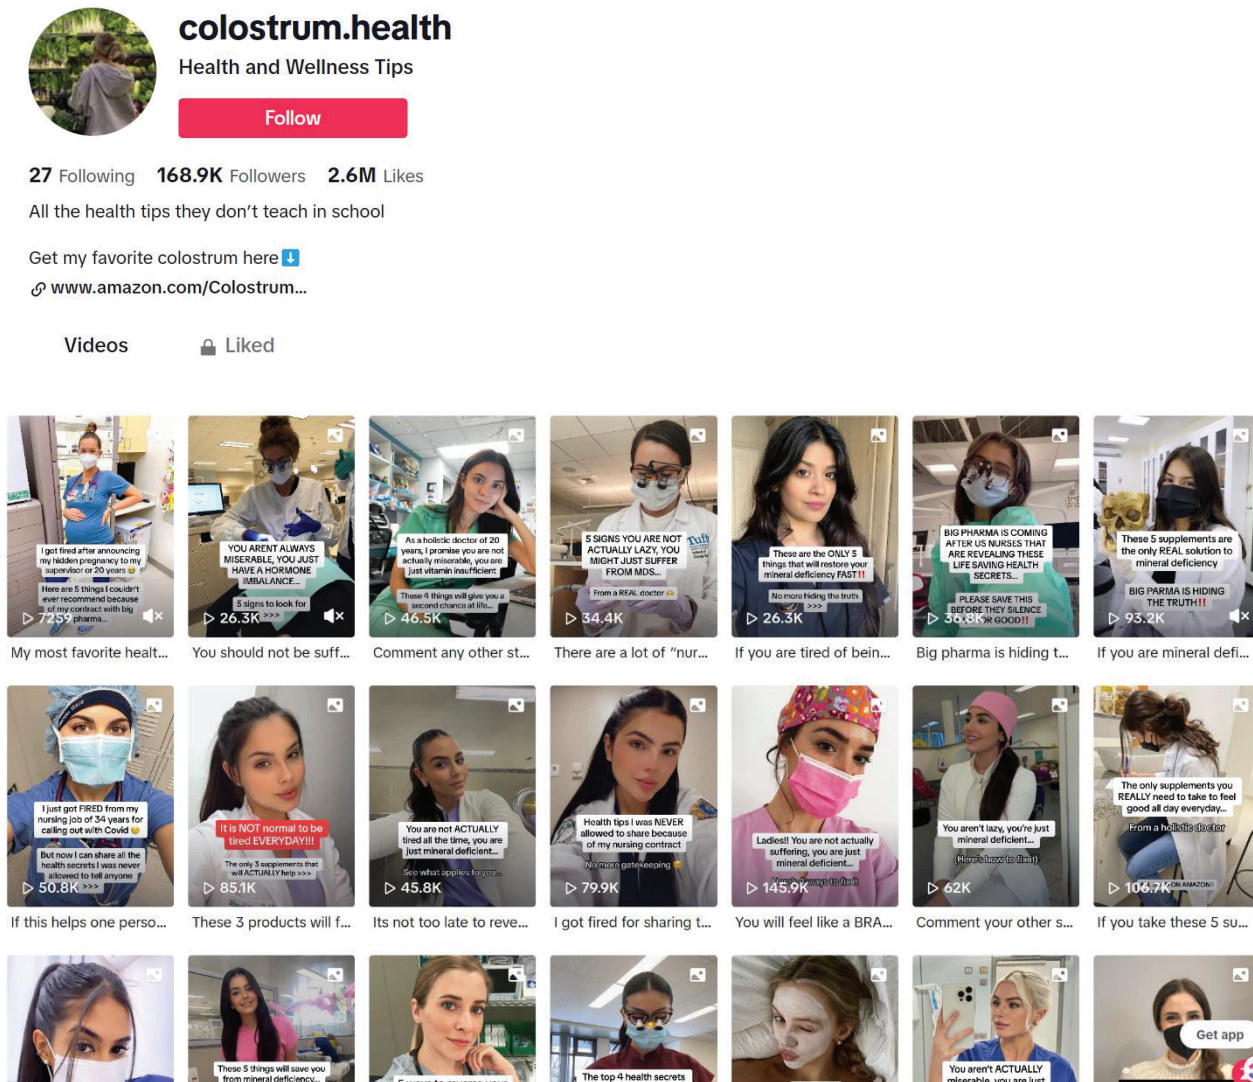 colostrum.health
Health and Wellness Tips
Follow
27 Following 168.9K Followers 2.6M Likes
All the health tips they don't teach in school
Get my favorite colostrum here
www.amazon.com/Colostrum...
Videos Liked
I got fired after announcing
my hidden pregnancy to my
supervisor or 20 years
Here are 5 things I couldn't
ever recommend because
of my contract with big
pharma...
7259
My most favorite healt...
YOU ARENT ALWAYS
MISERABLE, YOU JUST
HAVE A HORMONE
IMBALANCE...
5 signs to look for
>>>
26.3K
You should not be suff...
As a holistic doctor of 20
years, I promise you are not
actually miserable, you are
just vitamin insufficient
These 4 things will give you a
second chance at life...
46.5K
Comment any other st...
5 SIGNS YOU ARE NOT
ACTUALLY LAZY, YOU
MIGHT JUST SUFFER
FROM MDS...
From a REAL doctor
34.4K
There are a lot of "nur...
These are the ONLY 5
things that will restore your
mineral deficiency FAST!!
No more hiding the truth
>>>
26.3K
If you are tired of bein...
BIG PHARMA IS COMING
AFTER US NURSES THAT
ARE REVEALING THESE
LIFE SAVING HEALTH
SECRETS...
PLEASE SAVE THIS
BEFORE THEY SILENCE
OR GOOD!!
36.8K
Big pharma is hiding t...
These 5 supplements are
the only REAL solution to
mineral deficiency
BIG PARMA IS HIDING
THE TRUTH!!
93.2K
If you are mineral defi...
I just got FIRED from my
nursing job of 34 years for
calling out with Covid
But now I can share all the
health secrets I was never
allowed to tell anyone
>>>
50.8K
If this helps one perso...
It is NOT normal to be
tired EVERYDAY!!!
The only 3 supplements that
will ACTUALLY help >>>
85.1K
These 3 products will f...
You are not ACTUALLY
tired all the time, you are
just mineral deficient...
See what applies to you...
45.8K
Its not too late to reve...
Health tips I was NEVER
allowed to share because
of my nursing contract
No more gatekeeping
79.9K
I got fired for sharing t...
Ladies!! You are not actually
suffering, you are just
mineral deficient...
ways to fix it
145.9K
You will feel like a BRA...
You aren't lazy, you're just
mineral deficient...
(Here's how to fix it)
62K
Comment your other s...
The only supplements you
REALLY need to take to feel
good all day everyday...
From a holistic doctor
ON AMAZON!!
106.7K
If you take these 5 su...
These 5 things will save you
from mineral deficiency...
The top 4 health secrets
You aren't ACTUALLY
miserable, you are just
Get app